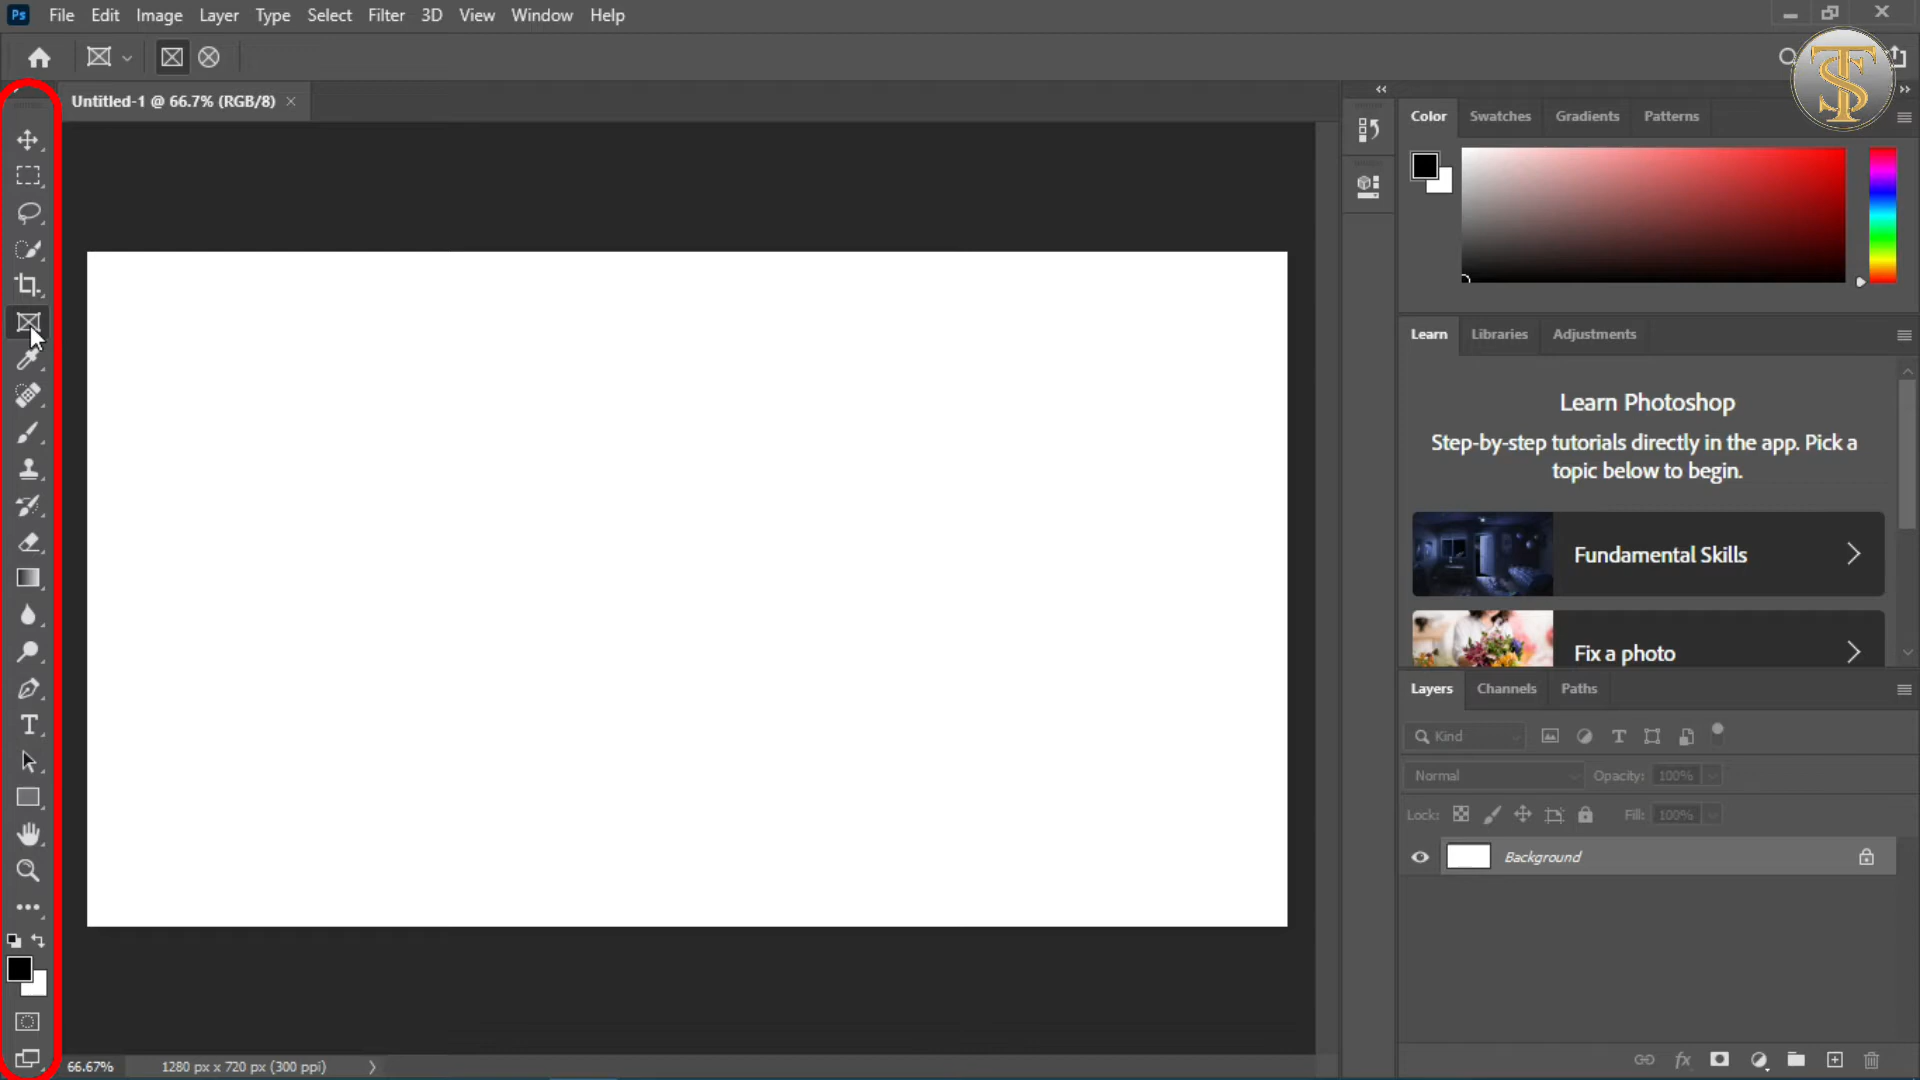 Ps File Edit Image Layer Type Select Filter 3D View Window Help
Untitled-1 @ 66.7% (RGB/8)
Color Swatches Gradients Patterns
Learn Libraries Adjustments
Learn Photoshop
Step-by-step tutorials directly in the app. Pick a
topic below to begin.
Fundamental Skills
Fix a photo
Layers Channels Paths
Kind
Normal Opacity: 100%
Lock: Fill: 100%
Background
fx
66.67% 1280 px x 720 px (300 ppi)